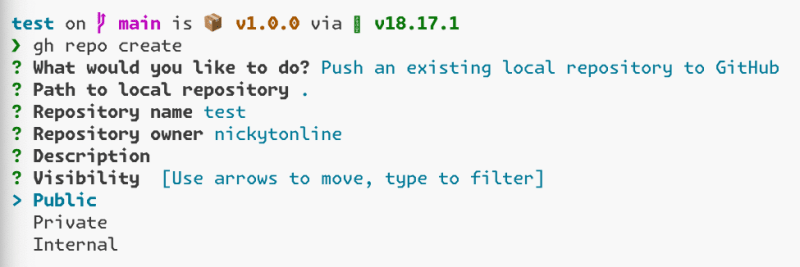 test on main is 📦 v1.0.0 via v18.17.1
❯ gh repo create
? What would you like to do? Push an existing local repository to GitHub
? Path to local repository .
? Repository name test
? Repository owner nickytonline
? Description
? Visibility [Use arrows to move, type to filter]
> Public
Private
Internal